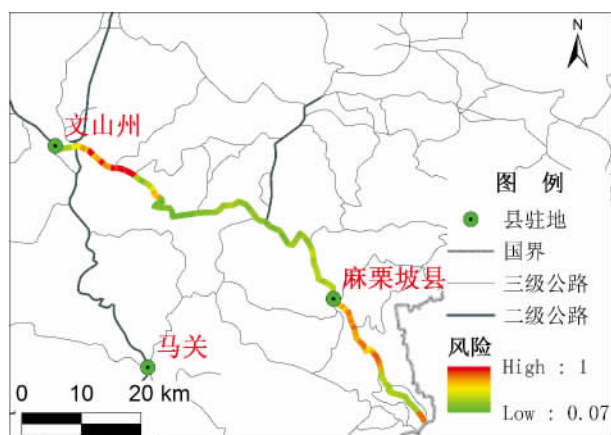 N
文山州
图 例
县驻地
国界
三级公路
二级公路
麻栗坡县
马关
风险
High : 1
Low : 0.07
0 10 20 km